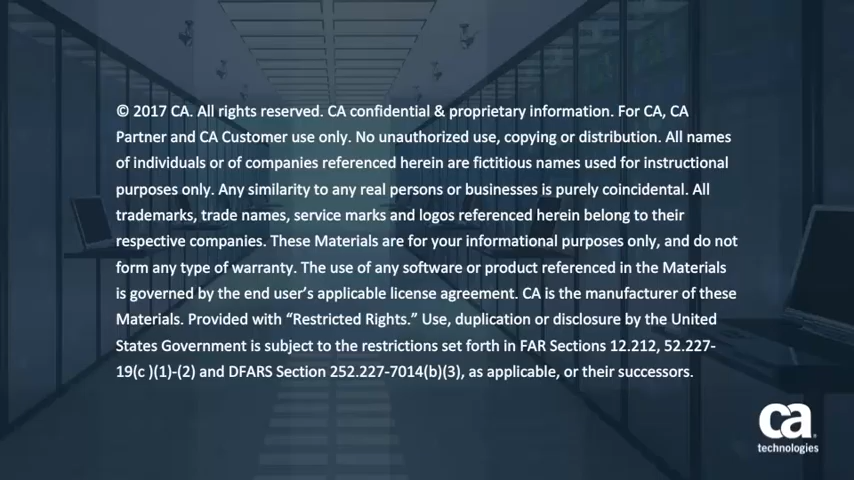 © 2017 CA. All rights reserved. CA confidential & proprietary information. For CA, CA
Partner and CA Customer use only. No unauthorized use, copying or distribution. All names
of individuals or of companies referenced herein are fictitious names used for instructional
purposes only. Any similarity to any real persons or businesses is purely coincidental. All
trademarks, trade names, service marks and logos referenced herein belong to their
respective companies. These Materials are for your informational purposes only, and do not
form any type of warranty. The use of any software or product referenced in the Materials
is governed by the end user’s applicable license agreement. CA is the manufacturer of these
Materials. Provided with “Restricted Rights.” Use, duplication or disclosure by the United
States Government is subject to the restrictions set forth in FAR Sections 12.212, 52.227-
19(c )(1)-(2) and DFARS Section 252.227-7014(b)(3), as applicable, or their successors.
ca
technologies